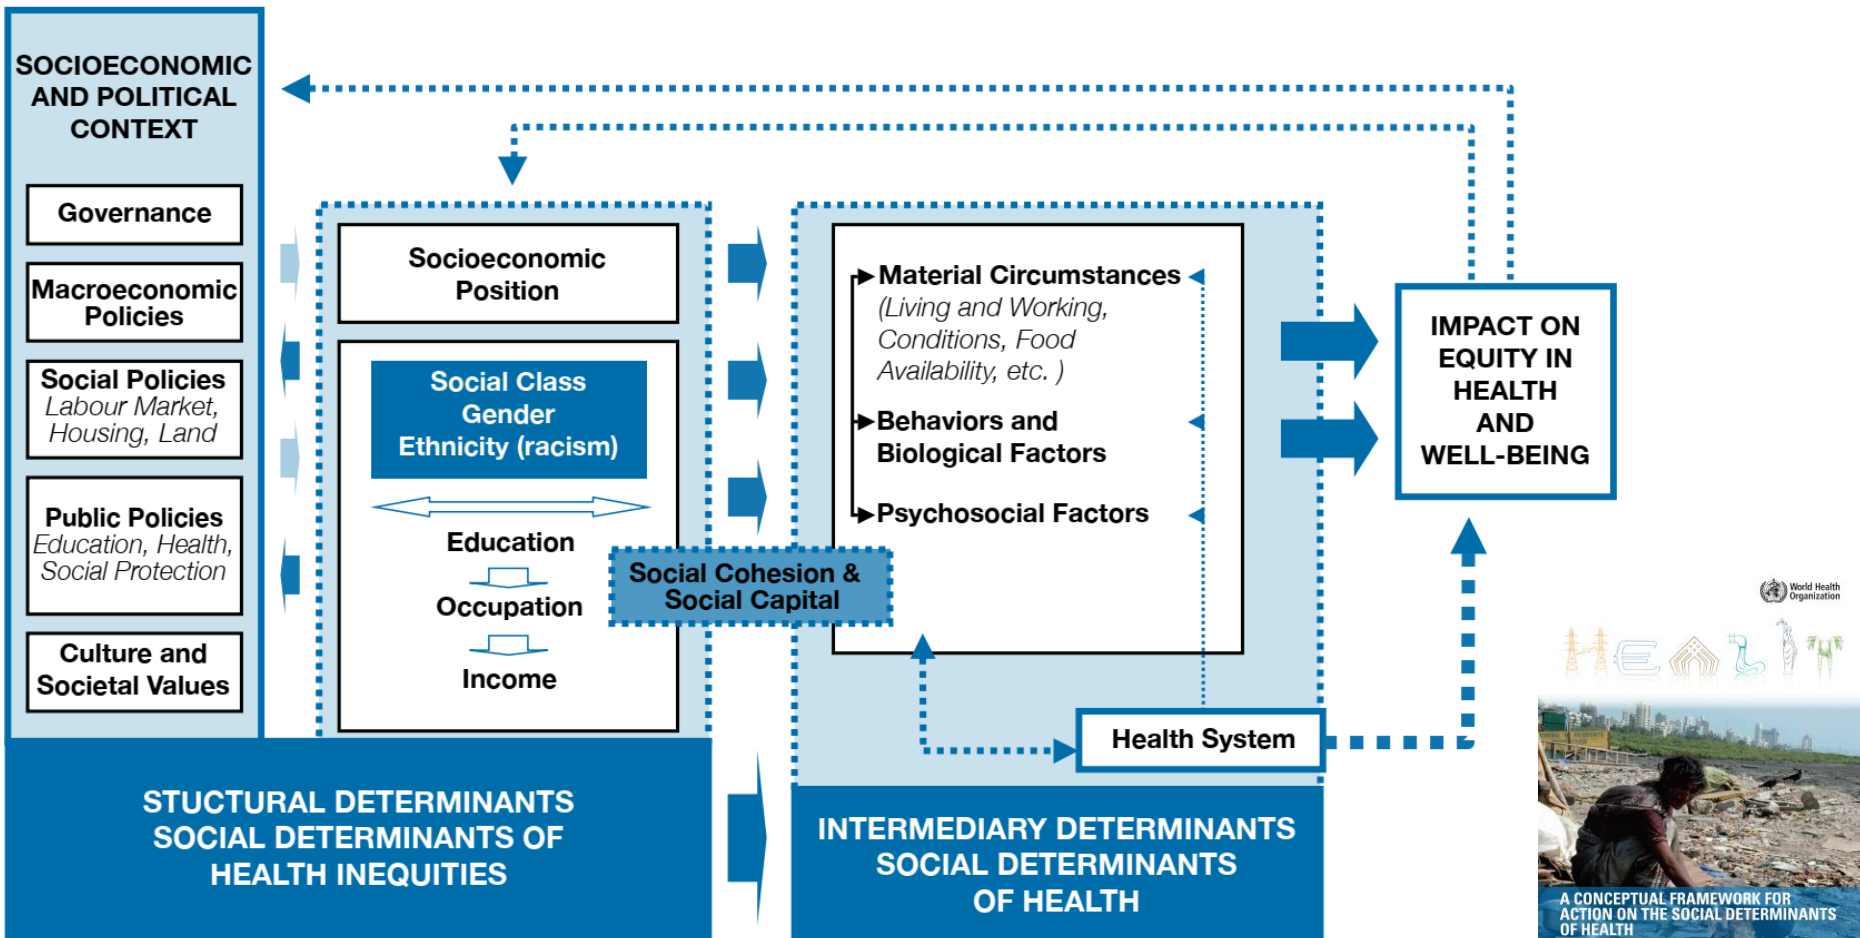 SOCIOECONOMIC
AND POLITICAL
CONTEXT
Governance
Macroeconomic
Policies
Social Policies
Labour Market,
Housing, Land
Public Policies
Education, Health,
Social Protection
Culture and
Societal Values
Socioeconomic
Position
Social Class
Gender
Ethnicity (racism)
Education
Occupation
Income
Social Cohesion &
Social Capital
Material Circumstances
(Living and Working,
Conditions, Food
Availability, etc. )
Behaviors and
Biological Factors
Psychosocial Factors
Health System
IMPACT ON
EQUITY IN
HEALTH
AND
WELL-BEING
STUCTURAL DETERMINANTS
SOCIAL DETERMINANTS OF
HEALTH INEQUITIES
INTERMEDIARY DETERMINANTS
SOCIAL DETERMINANTS
OF HEALTH
World Health
Organization
HEALTH
A CONCEPTUAL FRAMEWORK FOR
ACTION ON THE SOCIAL DETERMINANTS
OF HEALTH